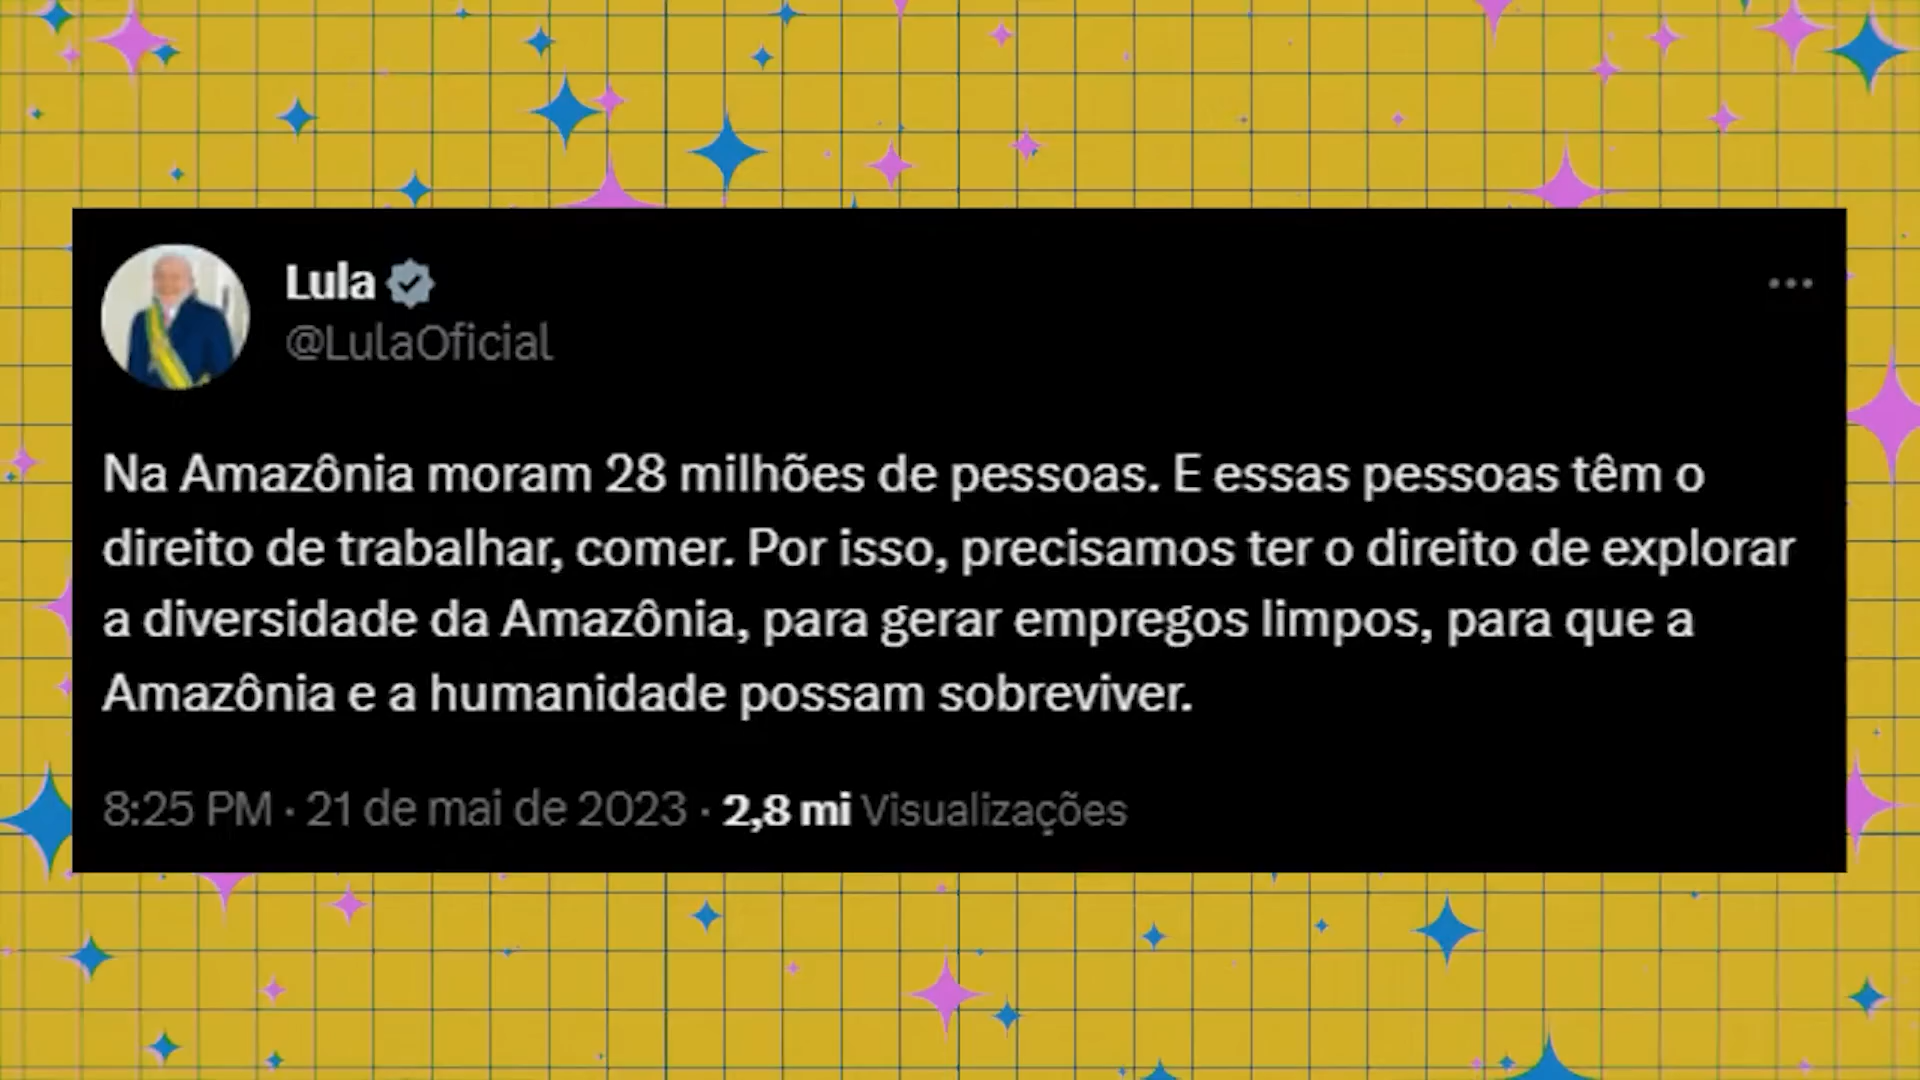 Lula
@LulaOficial
Na Amazônia moram 28 milhões de pessoas. E essas pessoas têm o
direito de trabalhar, comer. Por isso, precisamos ter o direito de explorar
a diversidade da Amazônia, para gerar empregos limpos, para que a
Amazônia e a humanidade possam sobreviver.
8:25 PM · 21 de mai de 2023 · 2,8 mi Visualizações